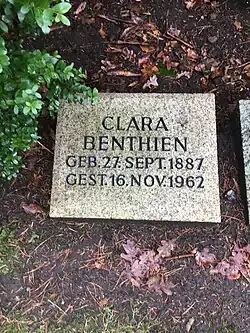 CLARA
BENTHIEN
GEB. 27. SEPT. 1887
GEST. 16. NOV. 1962